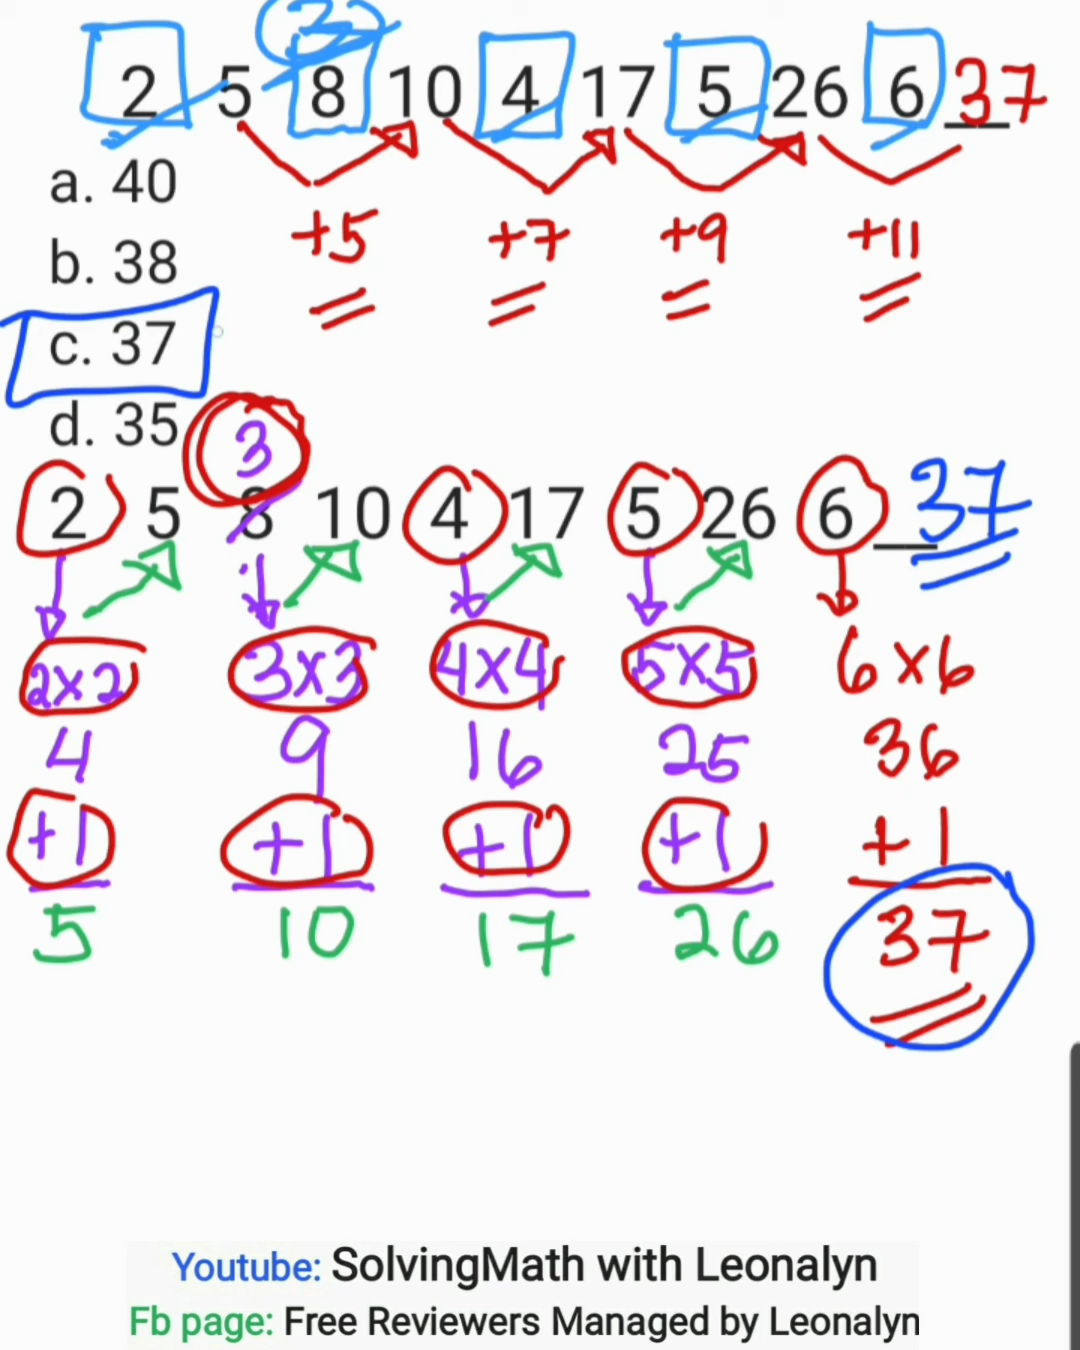 3
2 5 8 10 4 17 5 26 6 __ 37
a. 40
+5 +7 +9 +11
b. 38
c. 37
d. 35
3
2 5 8 10 4 17 5 26 6 __ 37
2x2 3x3 4x4 5x5 6x6
4 9 16 25 36
+1 +1 +1 +1 +1
5 10 17 26 37
Youtube: SolvingMath with Leonalyn
Fb page: Free Reviewers Managed by Leonalyn